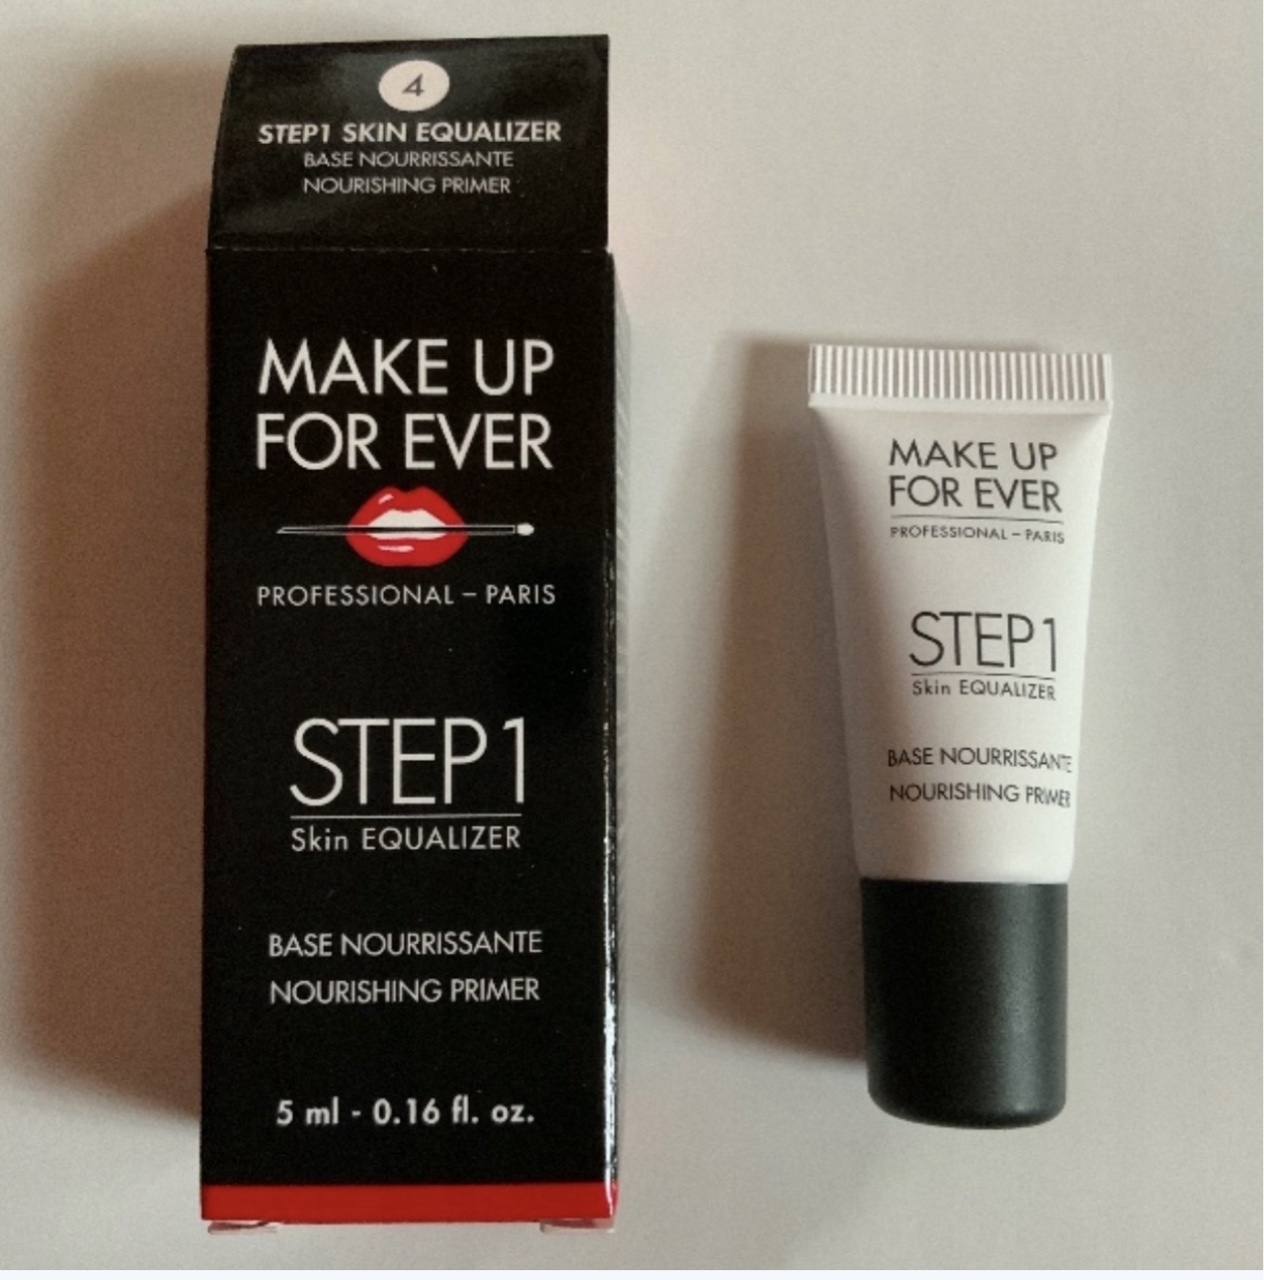 4
STEP1 SKIN EQUALIZER
BASE NOURRISSANTE
NOURISHING PRIMER
MAKE UP
FOR EVER
PROFESSIONAL – PARIS
STEP 1
Skin EQUALIZER
BASE NOURRISSANTE
NOURISHING PRIMER
5 ml - 0.16 fl. oz.
MAKE UP
FOR EVER
PROFESSIONAL – PARIS
STEP 1
Skin EQUALIZER
BASE NOURRISSANTE
NOURISHING PRIMER